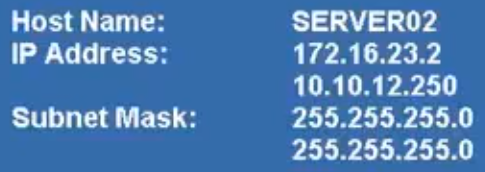 Host Name: SERVER02
IP Address: 172.16.23.2
10.10.12.250
Subnet Mask: 255.255.255.0
255.255.255.0